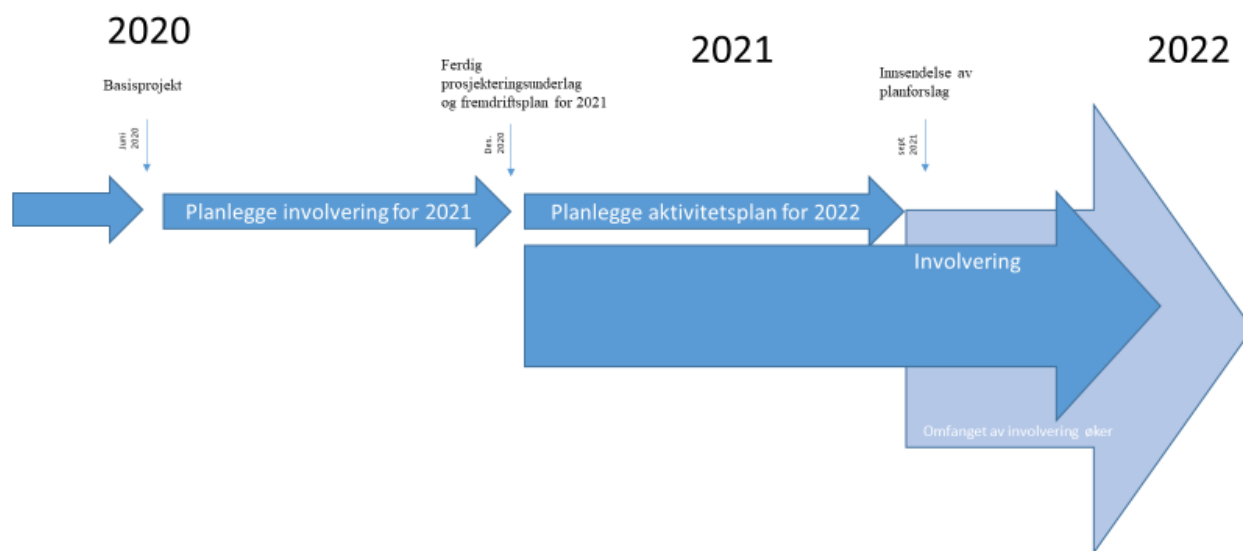 2020
2021
2022
Basisprojekt
Ferdig
prosjekteringsunderlag
og fremdriftsplan for 2021
Innsendelse av
planforslag
Juni
2020
Des.
2020
sept
2021
Planlegge involvering for 2021
Planlegge aktivitetsplan for 2022
Involvering
Omfanget av involvering øker